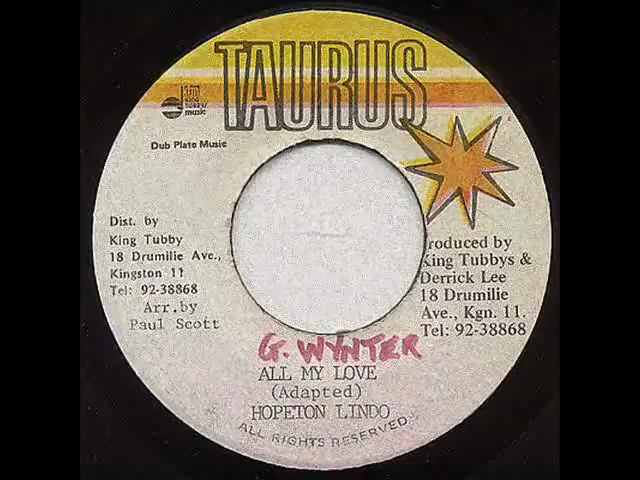 TAURUS
music
Dub Plate Music
Dist. by
King Tubby
18 Drumilie Ave.,
Kingston 11
Tel: 92-38868
Arr.by
Paul Scott
roduced by
King Tubbys &
Derrick Lee
18 Drumilie
Ave., Kgn. 11.
Tel: 92-38868
G. WYNTER
ALL MY LOVE
(Adapted)
HOPETON LINDO
ALL RIGHTS RESERVED